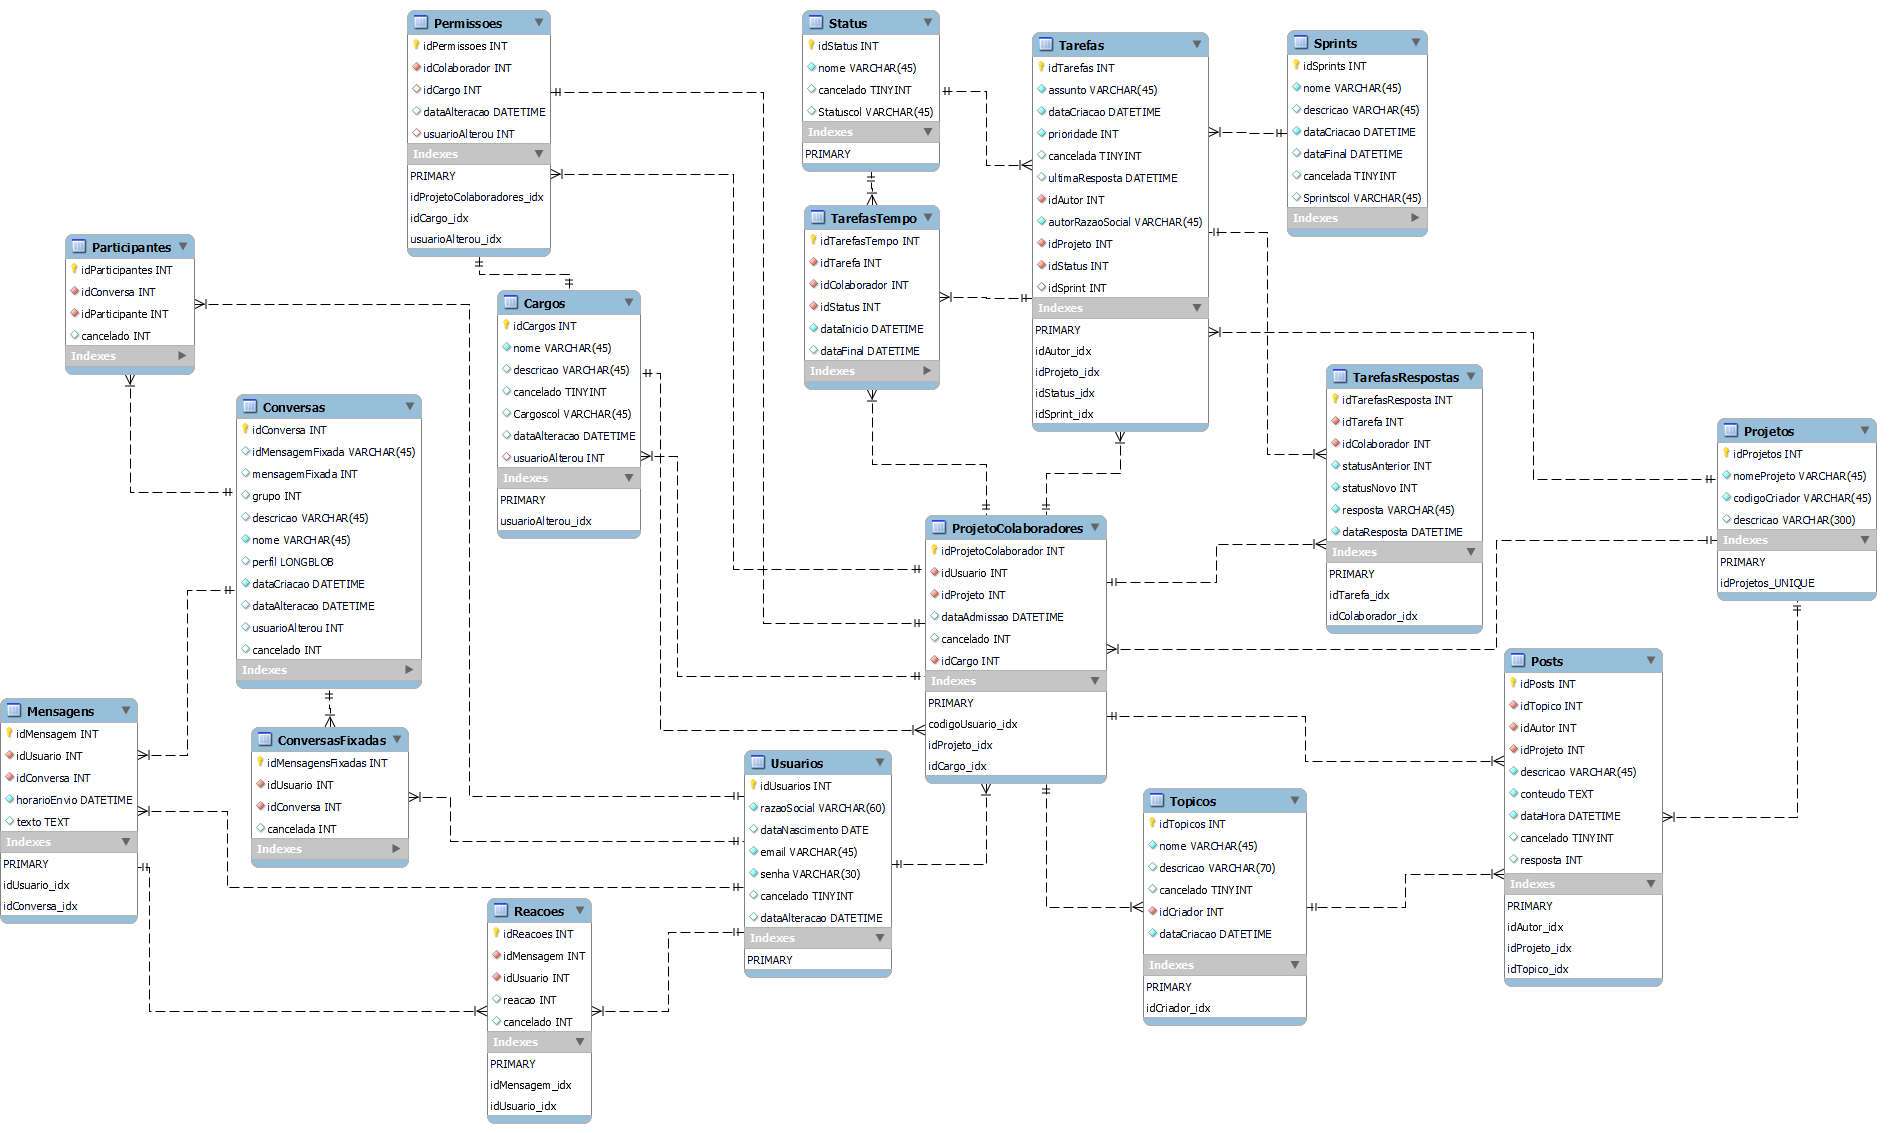 Permissoes
idPermissoes INT
idColaborador INT
idCargo INT
dataAlteracao DATETIME
usuarioAlterou INT
Indexes
PRIMARY
idProjetoColaboradores_idx
idCargo_idx
usuarioAlterou_idx
Status
idStatus INT
nome VARCHAR(45)
cancelado TINYINT
Statuscol VARCHAR(45)
Indexes
PRIMARY
Tarefas
idTarefas INT
assunto VARCHAR(45)
dataCriacao DATETIME
prioridade INT
cancelada TINYINT
ultimaResposta DATETIME
idAutor INT
autorRazaoSocial VARCHAR(45)
idProjeto INT
idStatus INT
idSprint INT
Indexes
PRIMARY
idAutor_idx
idProjeto_idx
idStatus_idx
idSprint_idx
Sprints
idSprints INT
nome VARCHAR(45)
descricao VARCHAR(45)
dataCriacao DATETIME
dataFinal DATETIME
cancelada TINYINT
Sprintscol VARCHAR(45)
Indexes
TarefasTempo
idTarefasTempo INT
idTarefa INT
idColaborador INT
idStatus INT
dataInicio DATETIME
dataFinal DATETIME
Indexes
Participantes
idParticipantes INT
idConversa INT
idParticipante INT
cancelado INT
Indexes
Cargos
idCargos INT
nome VARCHAR(45)
descricao VARCHAR(45)
cancelado TINYINT
Cargoscol VARCHAR(45)
dataAlteracao DATETIME
usuarioAlterou INT
Indexes
PRIMARY
usuarioAlterou_idx
TarefasRespostas
idTarefasResposta INT
idTarefa INT
idColaborador INT
statusAnterior INT
statusNovo INT
resposta VARCHAR(45)
dataResposta DATETIME
Indexes
PRIMARY
idTarefa_idx
idColaborador_idx
Conversas
idConversa INT
idMensagemFixada VARCHAR(45)
mensagemFixada INT
grupo INT
descricao VARCHAR(45)
nome VARCHAR(45)
perfil LONGBLOB
dataCriacao DATETIME
dataAlteracao DATETIME
usuarioAlterou INT
cancelado INT
Indexes
Projetos
idProjetos INT
nomeProjeto VARCHAR(45)
codigoCriador VARCHAR(45)
descricao VARCHAR(300)
Indexes
PRIMARY
idProjetos_UNIQUE
ProjetoColaboradores
idProjetoColaborador INT
idUsuario INT
idProjeto INT
dataAdmissao DATETIME
cancelado INT
idCargo INT
Indexes
PRIMARY
codigoUsuario_idx
idProjeto_idx
idCargo_idx
Posts
idPosts INT
idTopico INT
idAutor INT
idProjeto INT
descricao VARCHAR(45)
conteudo TEXT
dataHora DATETIME
cancelado TINYINT
resposta INT
Indexes
PRIMARY
idAutor_idx
idProjeto_idx
idTopico_idx
Mensagens
idMensagem INT
idUsuario INT
idConversa INT
horarioEnvio DATETIME
texto TEXT
Indexes
PRIMARY
idUsuario_idx
idConversa_idx
ConversasFixadas
idMensagensFixadas INT
idUsuario INT
idConversa INT
cancelada INT
Indexes
Usuarios
idUsuarios INT
razaoSocial VARCHAR(60)
dataNascimento DATE
email VARCHAR(45)
senha VARCHAR(30)
cancelado TINYINT
dataAlteracao DATETIME
Indexes
PRIMARY
Topicos
idTopicos INT
nome VARCHAR(45)
descricao VARCHAR(70)
cancelado TINYINT
idCriador INT
dataCriacao DATETIME
Indexes
PRIMARY
idCriador_idx
Reacoes
idReacoes INT
idMensagem INT
idUsuario INT
reacao INT
cancelado INT
Indexes
PRIMARY
idMensagem_idx
idUsuario_idx